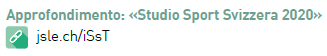 Approfondimento: «Studio Sport Svizzera 2020»
jsle.ch/iSsT